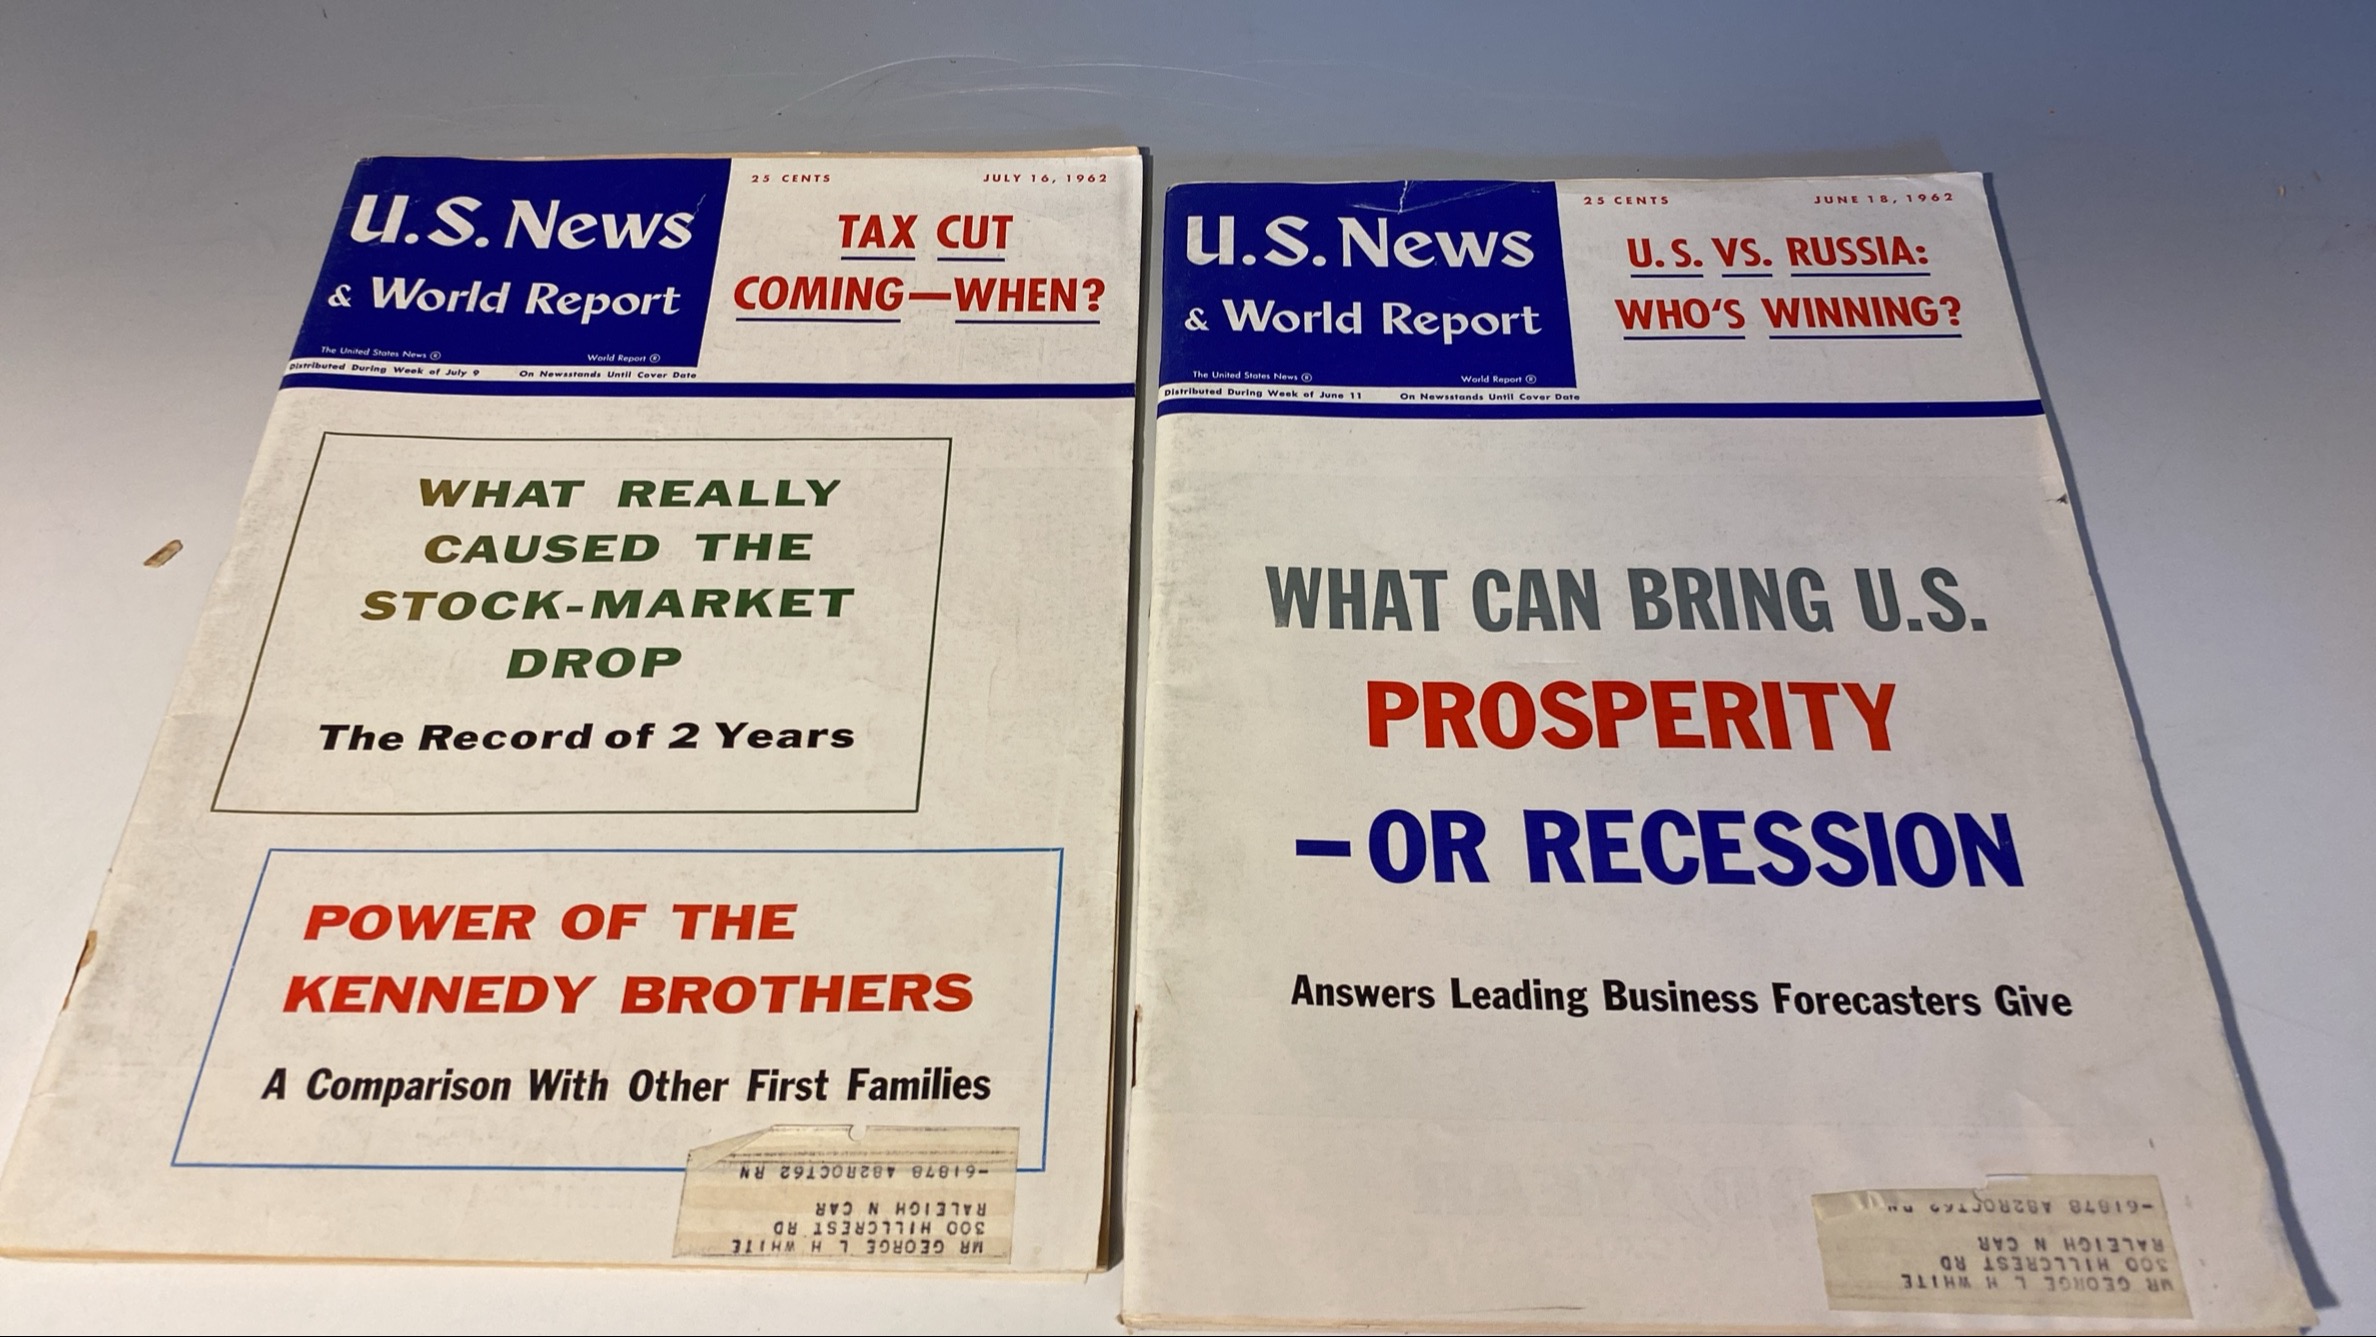 U.S. News
& World Report
The United States News ® World Report ®
Distributed During Week of July 9 On Newsstands Until Cover Date
25 CENTS JULY 16, 1962
TAX CUT
COMING—WHEN?
WHAT REALLY
CAUSED THE
STOCK-MARKET
DROP
The Record of 2 Years
POWER OF THE
KENNEDY BROTHERS
A Comparison With Other First Families
MR GEORGE L H WHITE
300 HILLCREST RD
RALEIGH N CAR
-61878 A82ROCT62 RN
U.S. News
& World Report
The United States News ® World Report ®
Distributed During Week of June 11 On Newsstands Until Cover Date
25 CENTS JUNE 18, 1962
U.S. VS. RUSSIA:
WHO'S WINNING?
WHAT CAN BRING U.S.
PROSPERITY
–OR RECESSION
Answers Leading Business Forecasters Give
MR GEORGE L H WHITE
300 HILLCREST RD
RALEIGH N CAR
-61878 A82ROCT62 RN